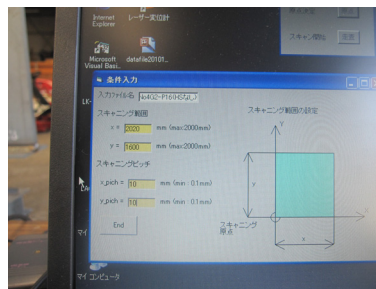 Internet
Explorer
レーザー変位計
Microsoft
Visual Basi...
datafile20101...
スキャン開始
条件入力
入力ファイル名
スキャニング範囲
x = 2020 mm (max:2000mm)
y = 1600 mm (max:2000mm)
スキャニングピッチ
x_pich = 10 mm (min : 0.1mm)
y_pich = 10 mm (min : 0.1mm)
End
スキャニング範囲の設定
Y
y
スキャニング
原点
x
LK-
マイ
マイ コンピュータ